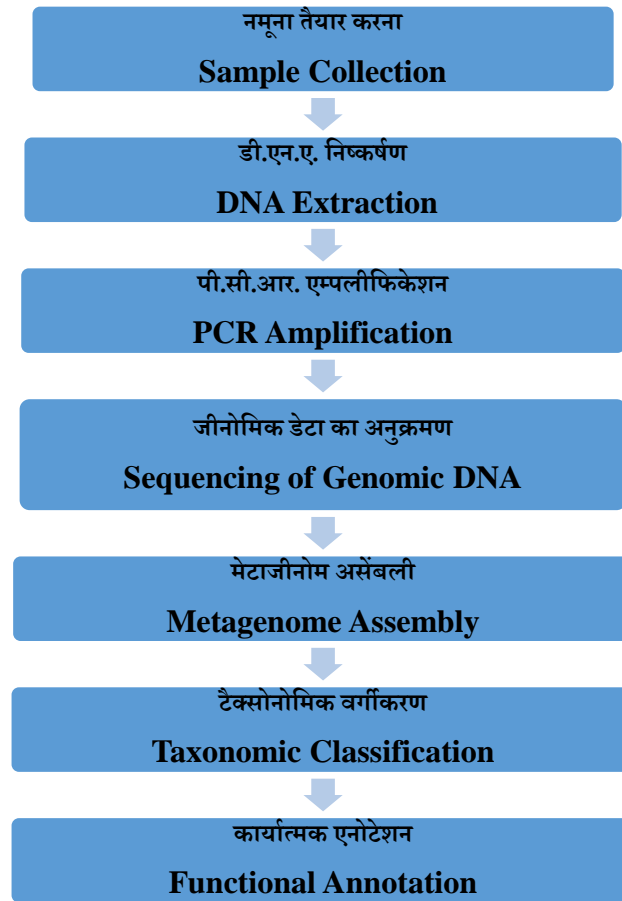 नमूना तैयार करना
Sample Collection
डी.एन.ए. निष्कर्षण
DNA Extraction
पी.सी.आर. एम्पलीफिकेशन
PCR Amplification
जीनोमिक डेटा का अनुक्रमण
Sequencing of Genomic DNA
मेटाजीनोम असेंबली
Metagenome Assembly
टैक्सोनोमिक वर्गीकरण
Taxonomic Classification
कार्यात्मक एनोटेशन
Functional Annotation